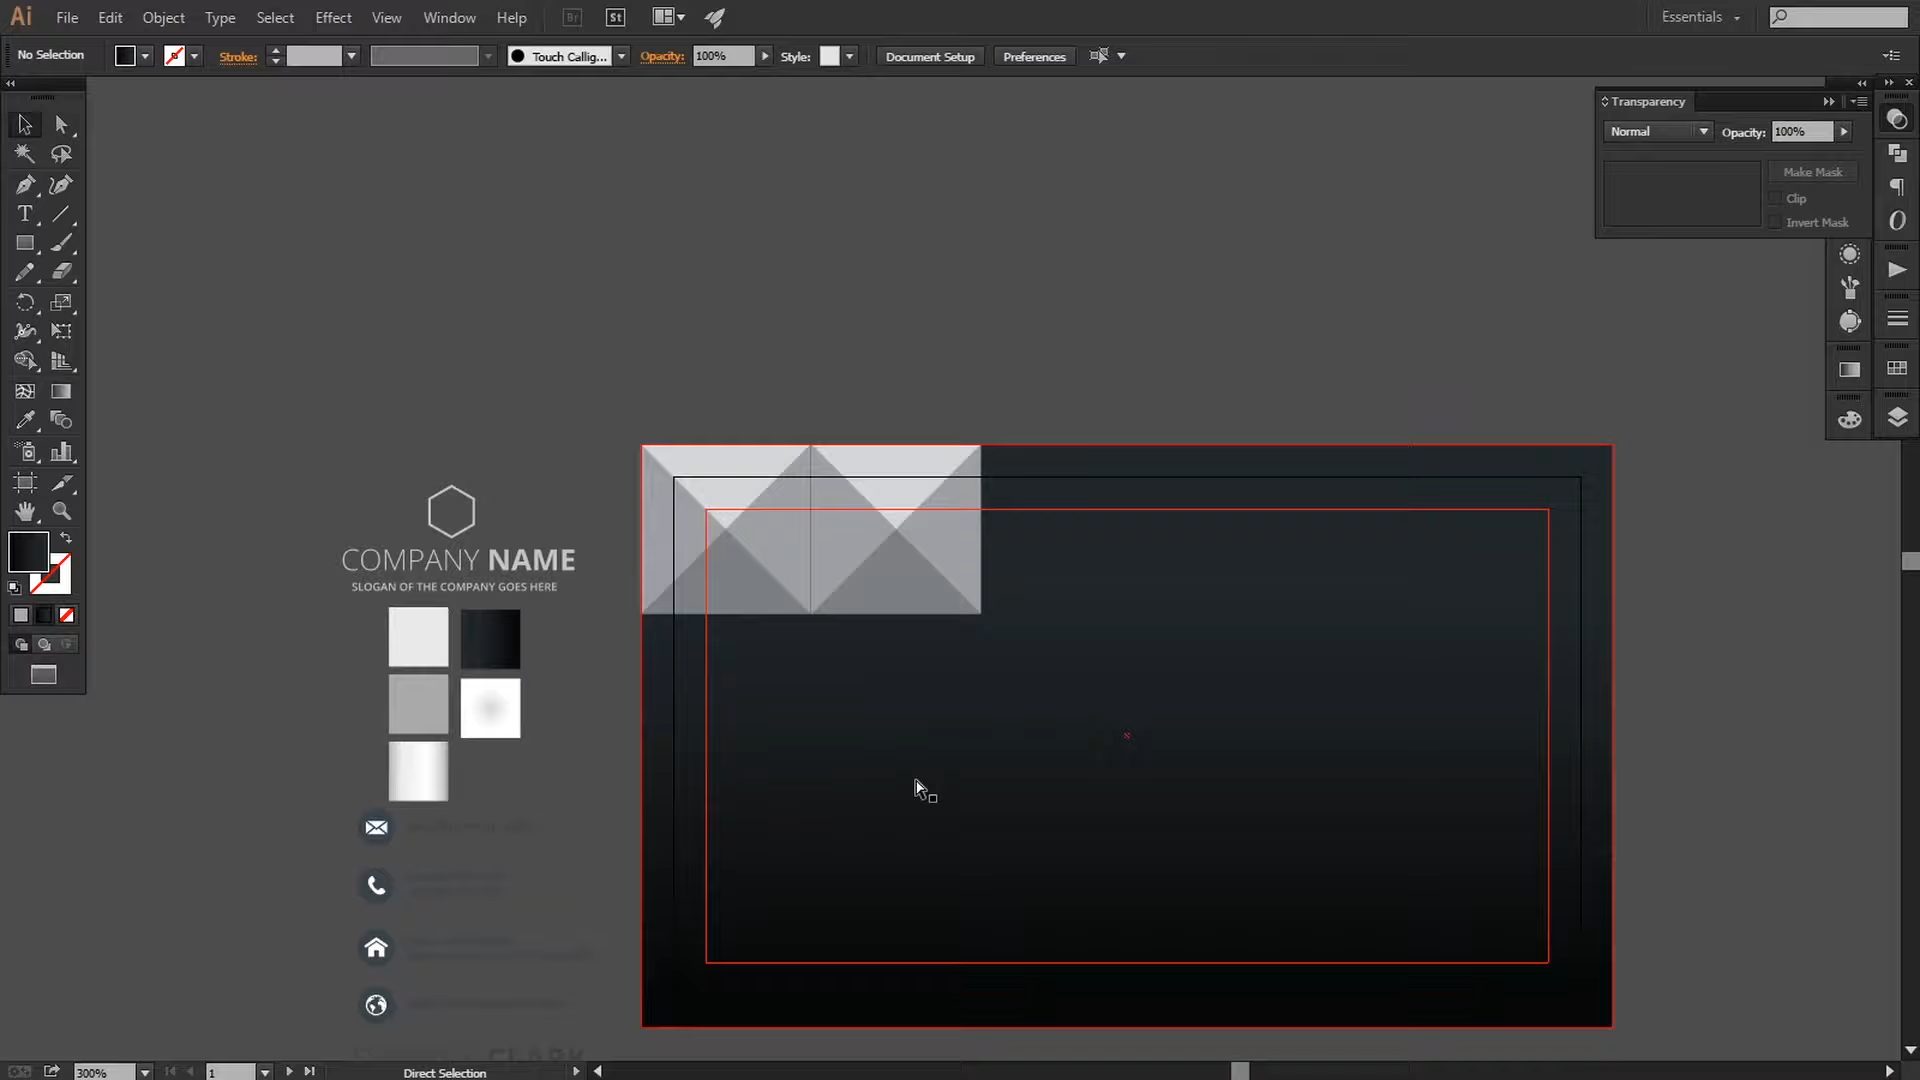 Ai File Edit Object Type Select Effect View Window Help Br St Essentials
No Selection Stroke: Touch Callig... Opacity: 100% Style: Document Setup Preferences
Transparency
Normal Opacity: 100%
Make Mask
Clip
Invert Mask
COMPANY NAME
SLOGAN OF THE COMPANY GOES HERE
CLARK
300% 1 Direct Selection